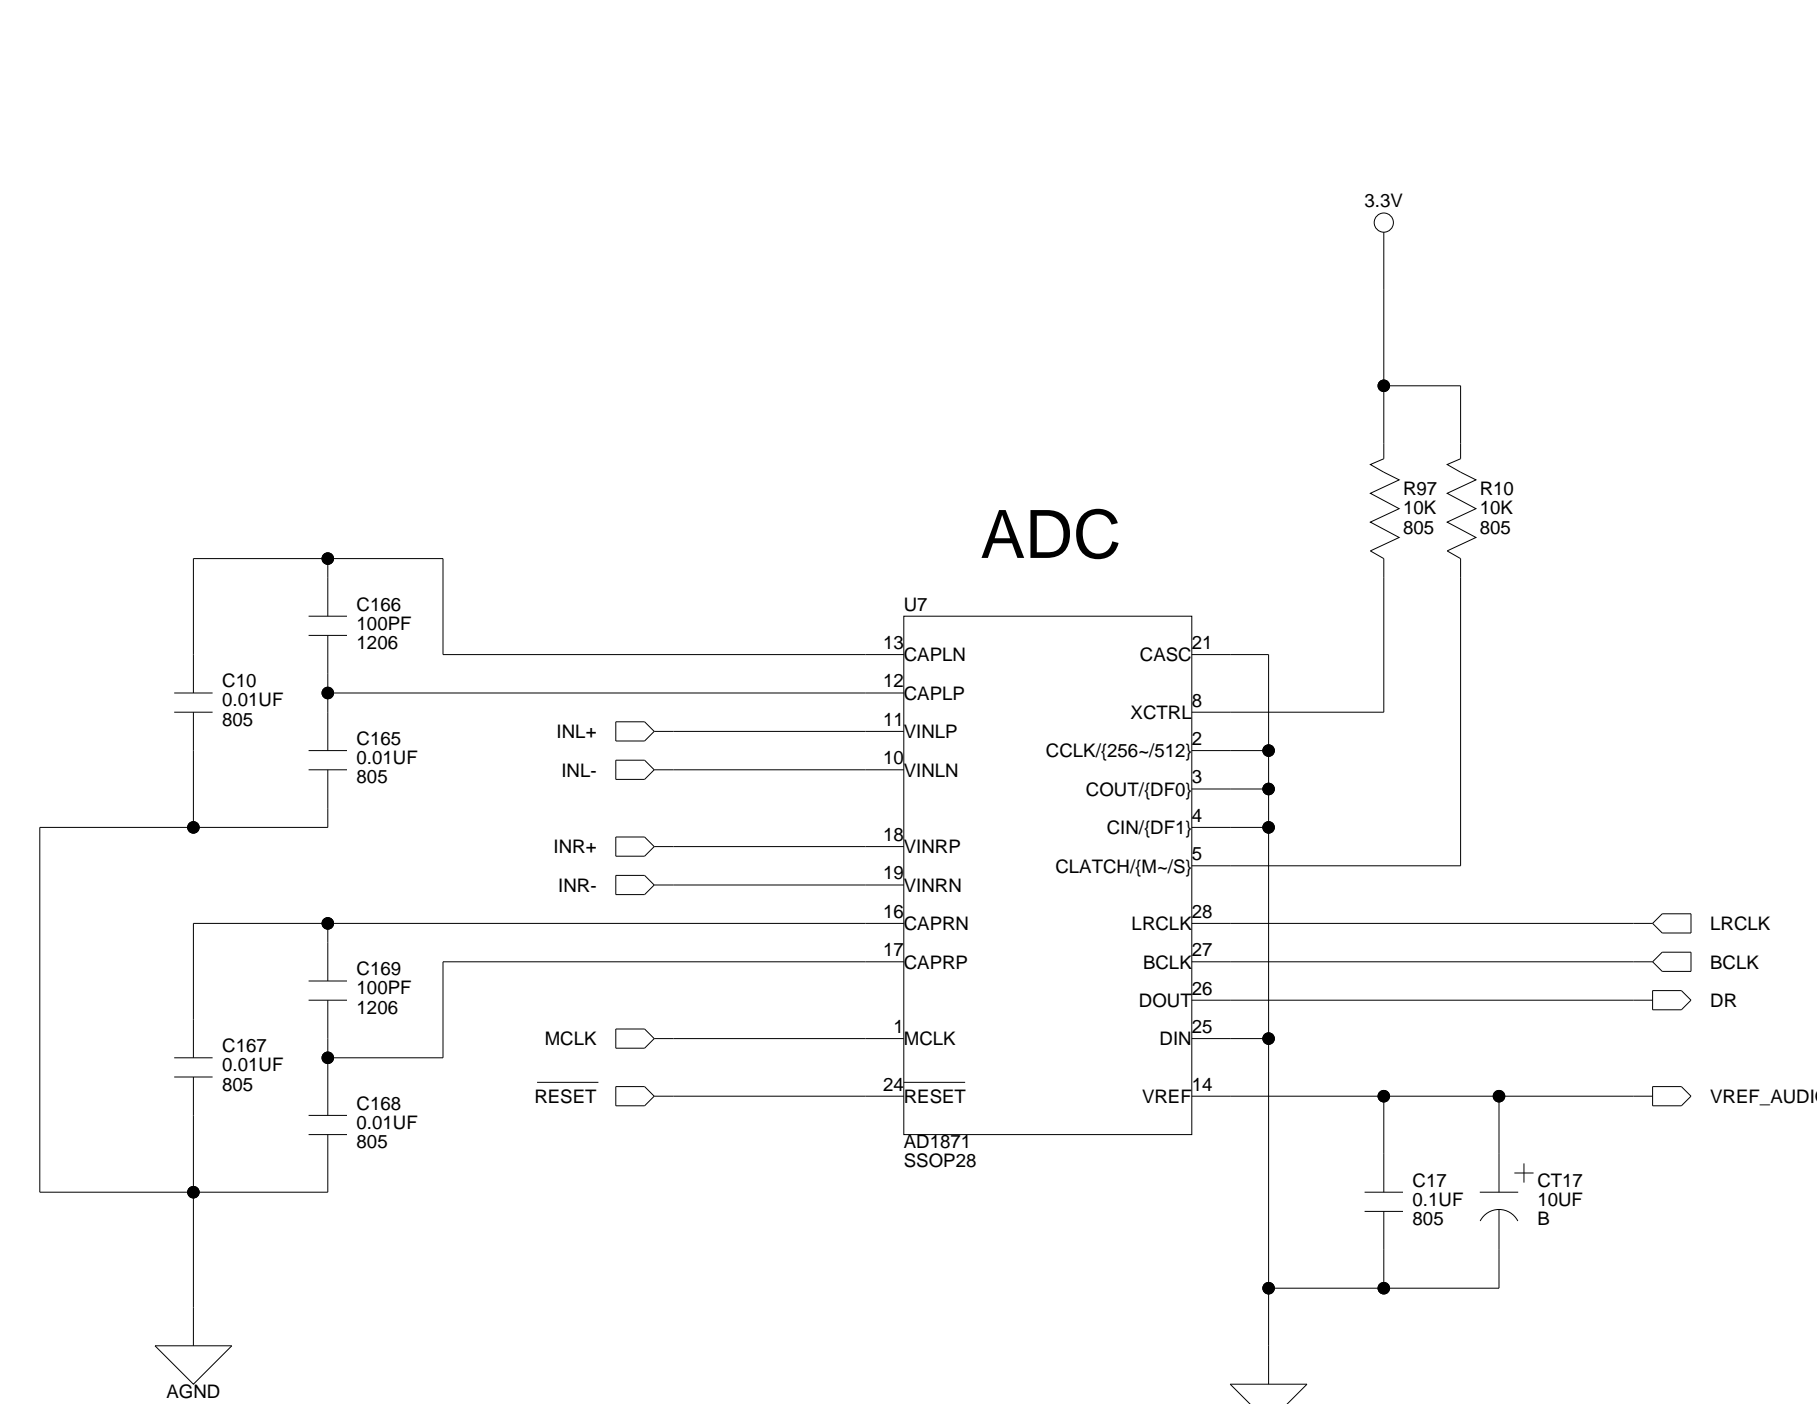 3.3V
R97
10K
805
R10
10K
805
ADC
C166
100PF
1206
C10
0.01UF
805
C165
0.01UF
805
U7
13
CAPLN
12
CAPLP
INL+
11
VINLP
INL-
10
VINLN
INR+
18
VINRP
INR-
19
VINRN
16
CAPRN
17
CAPRP
MCLK
1
MCLK
RESET
24
RESET
CASC
21
XCTRL
8
CCLK/{256~/512}
2
COUT/{DF0}
3
CIN/{DF1}
4
CLATCH/{M~/S}
5
LRCLK
28
LRCLK
BCLK
27
BCLK
DOUT
26
DR
DIN
25
VREF
14
AD1871
SSOP28
C169
100PF
1206
C167
0.01UF
805
C168
0.01UF
805
C17
0.1UF
805
+
CT17
10UF
B
AGND